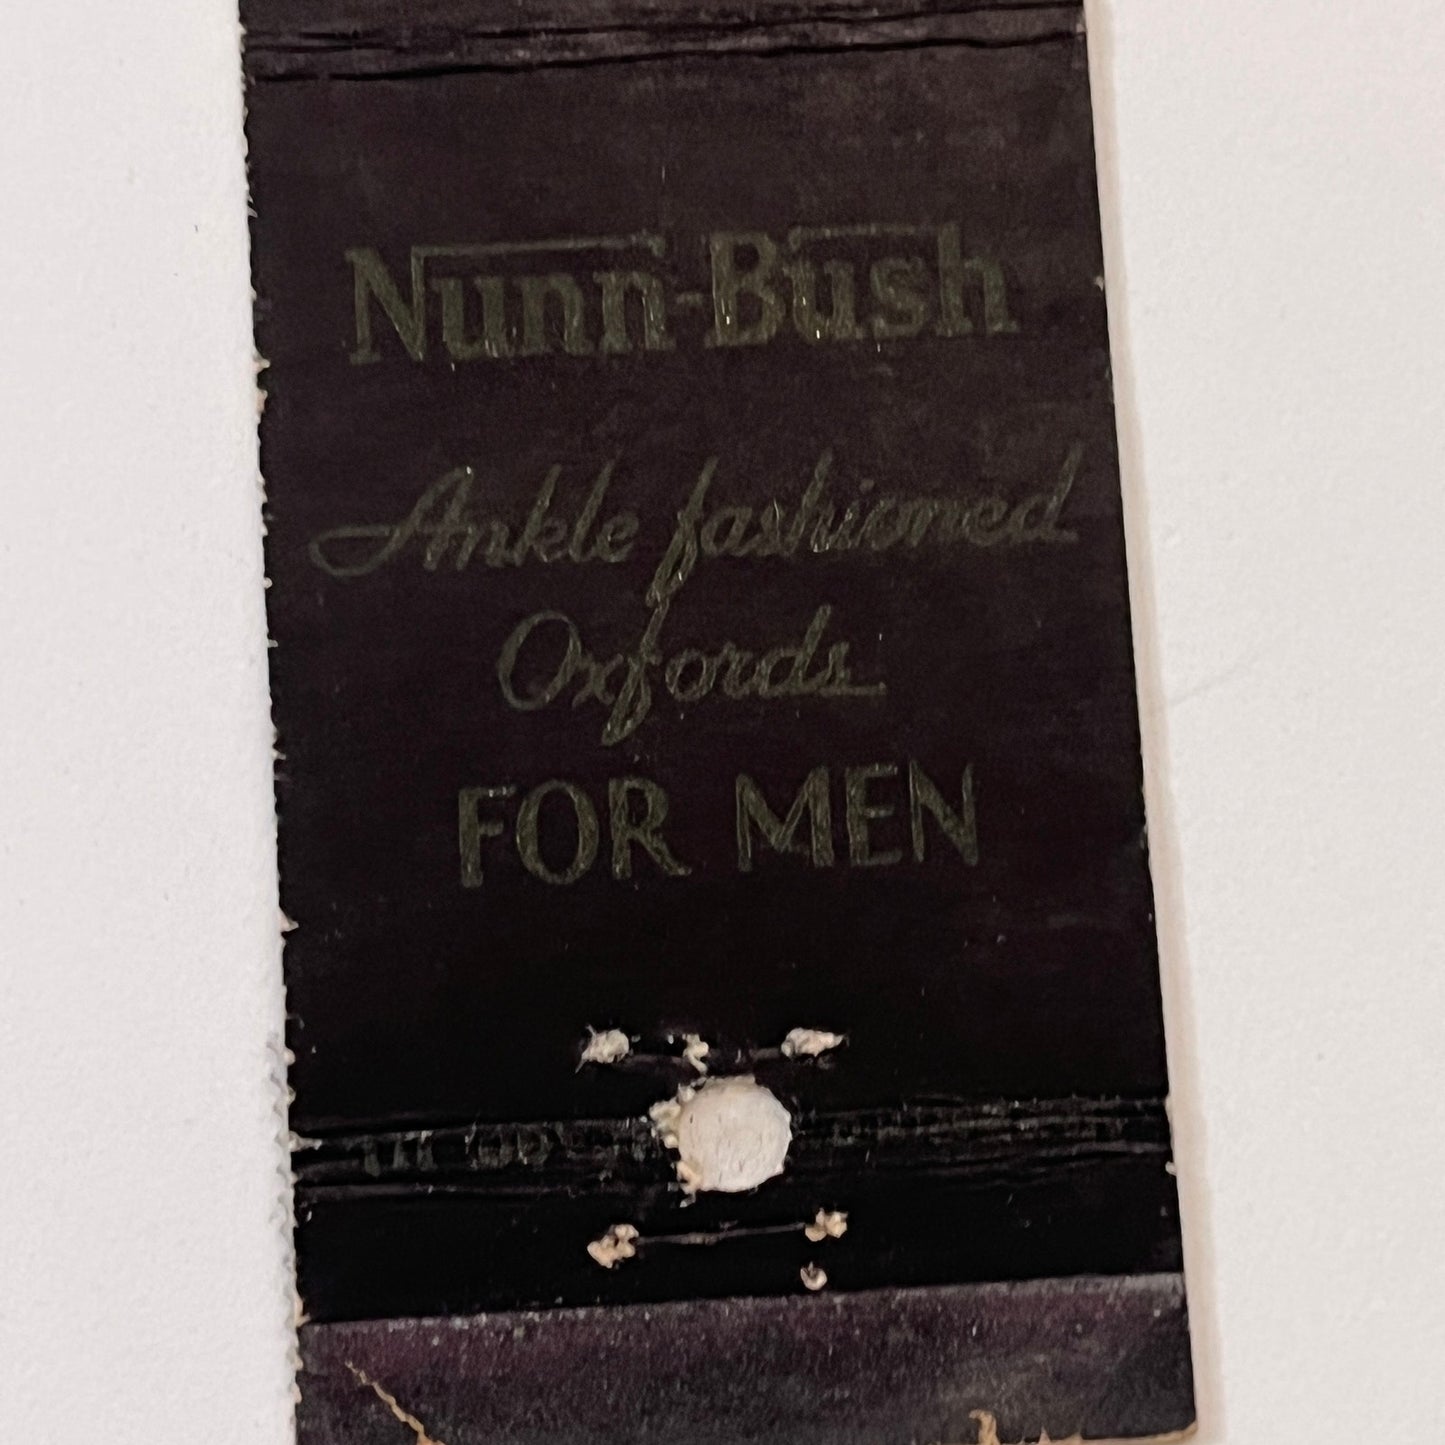 Nunn-Bush
Ankle fashioned
Oxfords
FOR MEN